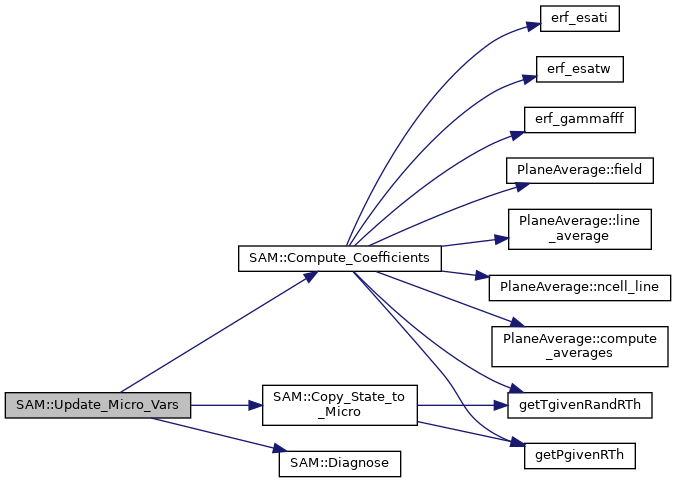 erf_esati
erf_esatw
erf_gammafff
PlaneAverage::field
PlaneAverage::line
_average
SAM::Compute_Coefficients
PlaneAverage::ncell_line
PlaneAverage::compute
_averages
SAM::Update_Micro_Vars
SAM::Copy_State_to
_Micro
getTgivenRandRTh
SAM::Diagnose
getPgivenRTh